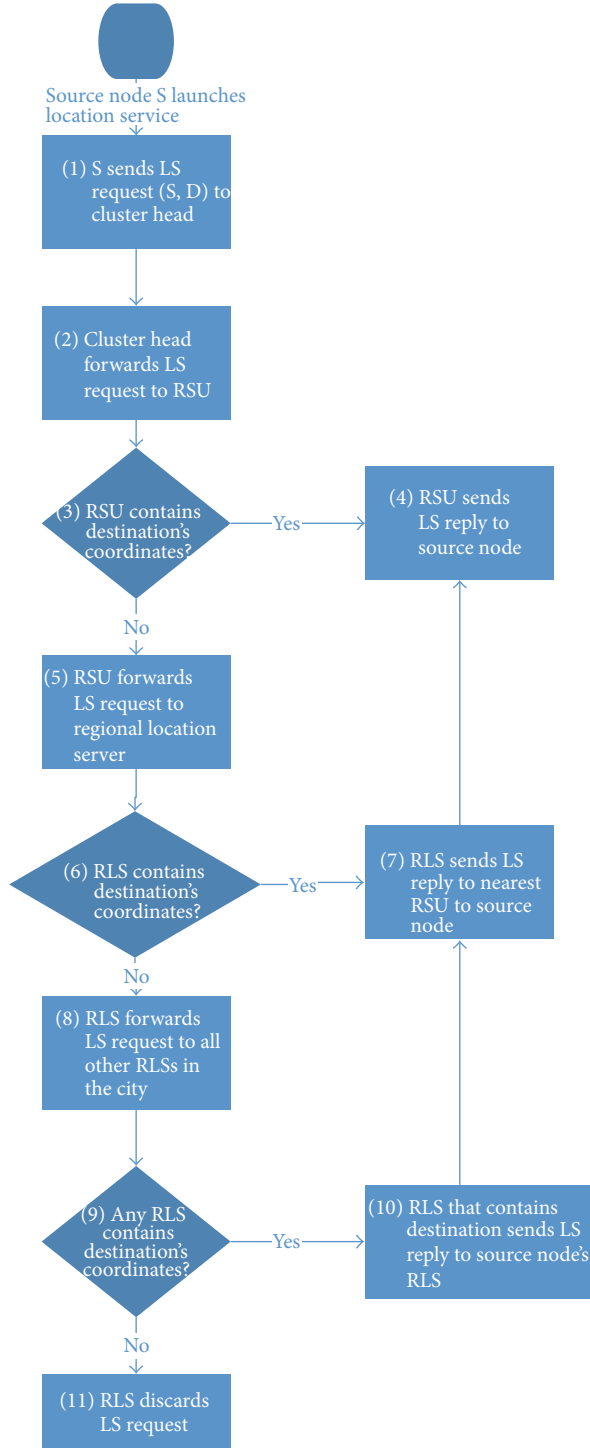 Source node S launches
location service
(1) S sends LS
request (S, D) to
cluster head
(2) Cluster head
forwards LS
request to RSU
(3) RSU contains
destination's
coordinates?
Yes
(4) RSU sends
LS reply to
source node
No
(5) RSU forwards
LS request to
regional location
server
(6) RLS contains
destination's
coordinates?
Yes
(7) RLS sends LS
reply to nearest
RSU to source
node
No
(8) RLS forwards
LS request to all
other RLSs in
the city
(9) Any RLS
contains
destination's
coordinates?
Yes
(10) RLS that contains
destination sends LS
reply to source node's
RLS
No
(11) RLS discards
LS request